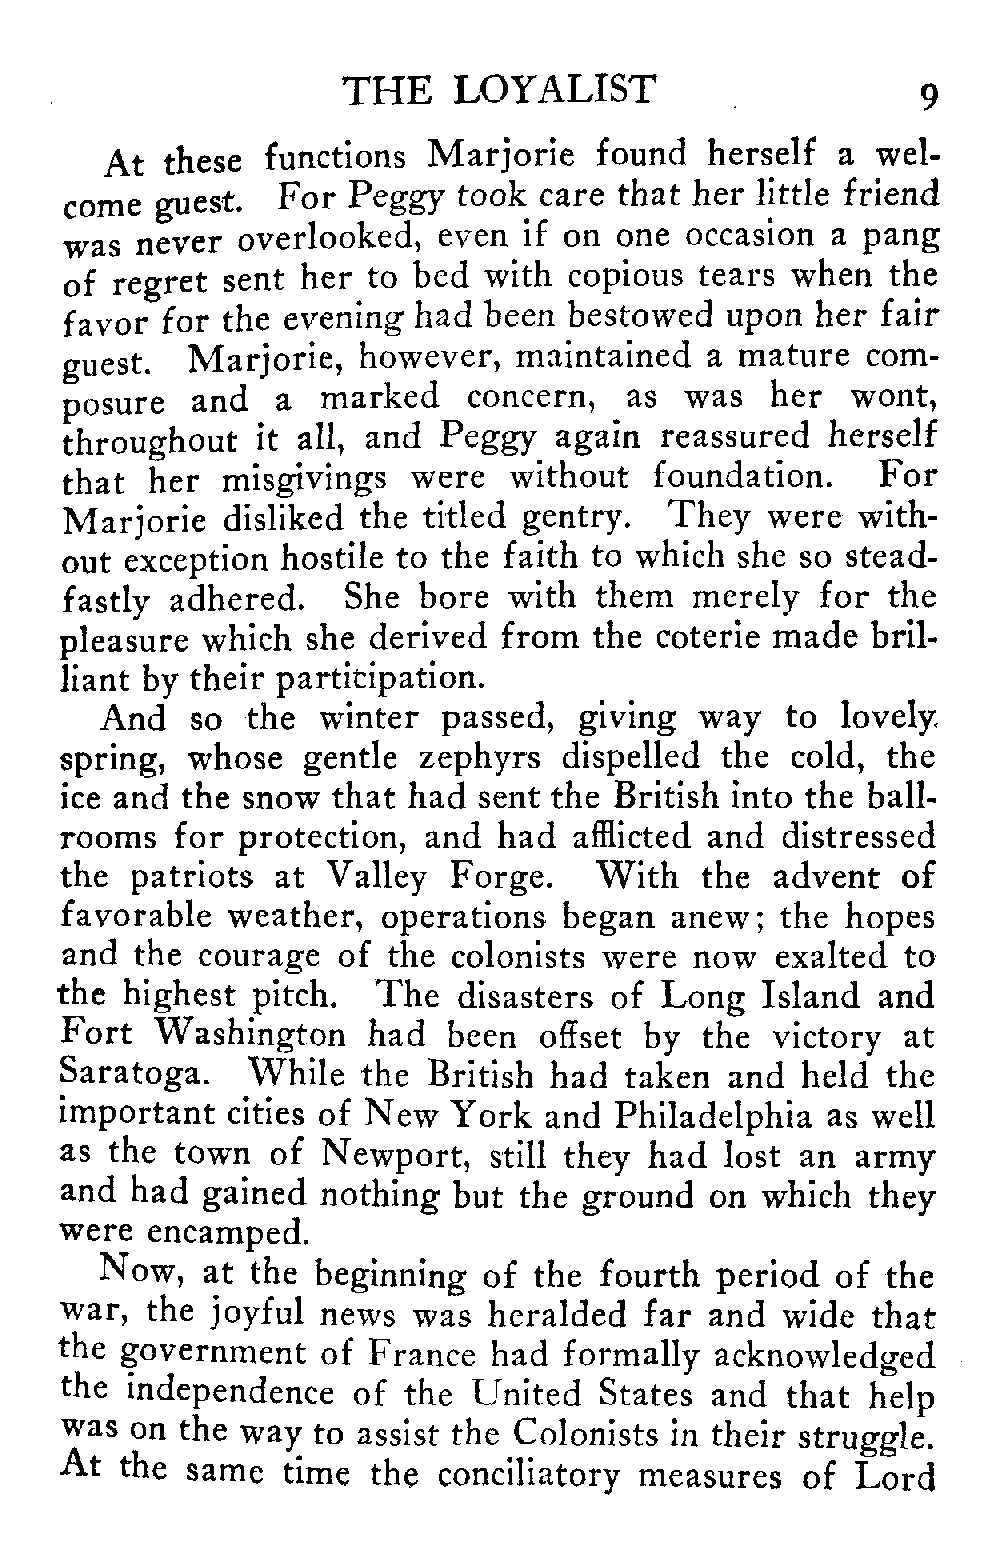 THE LOYALIST 9
At these functions Marjorie found herself a wel-
come guest. For Peggy took care that her little friend
was never overlooked, even if on one occasion a pang
of regret sent her to bed with copious tears when the
favor for the evening had been bestowed upon her fair
guest. Marjorie, however, maintained a mature com-
posure and a marked concern, as was her wont,
throughout it all, and Peggy again reassured herself
that her misgivings were without foundation. For
Marjorie disliked the titled gentry. They were with-
out exception hostile to the faith to which she so stead-
fastly adhered. She bore with them merely for the
pleasure which she derived from the coterie made bril-
liant by their participation.
And so the winter passed, giving way to lovely
spring, whose gentle zephyrs dispelled the cold, the
ice and the snow that had sent the British into the ball-
rooms for protection, and had afflicted and distressed
the patriots at Valley Forge. With the advent of
favorable weather, operations began anew; the hopes
and the courage of the colonists were now exalted to
the highest pitch. The disasters of Long Island and
Fort Washington had been offset by the victory at
Saratoga. While the British had taken and held the
important cities of New York and Philadelphia as well
as the town of Newport, still they had lost an army
and had gained nothing but the ground on which they
were encamped.
Now, at the beginning of the fourth period of the
war, the joyful news was heralded far and wide that
the government of France had formally acknowledged
the independence of the United States and that help
was on the way to assist the Colonists in their struggle.
At the same time the conciliatory measures of Lord